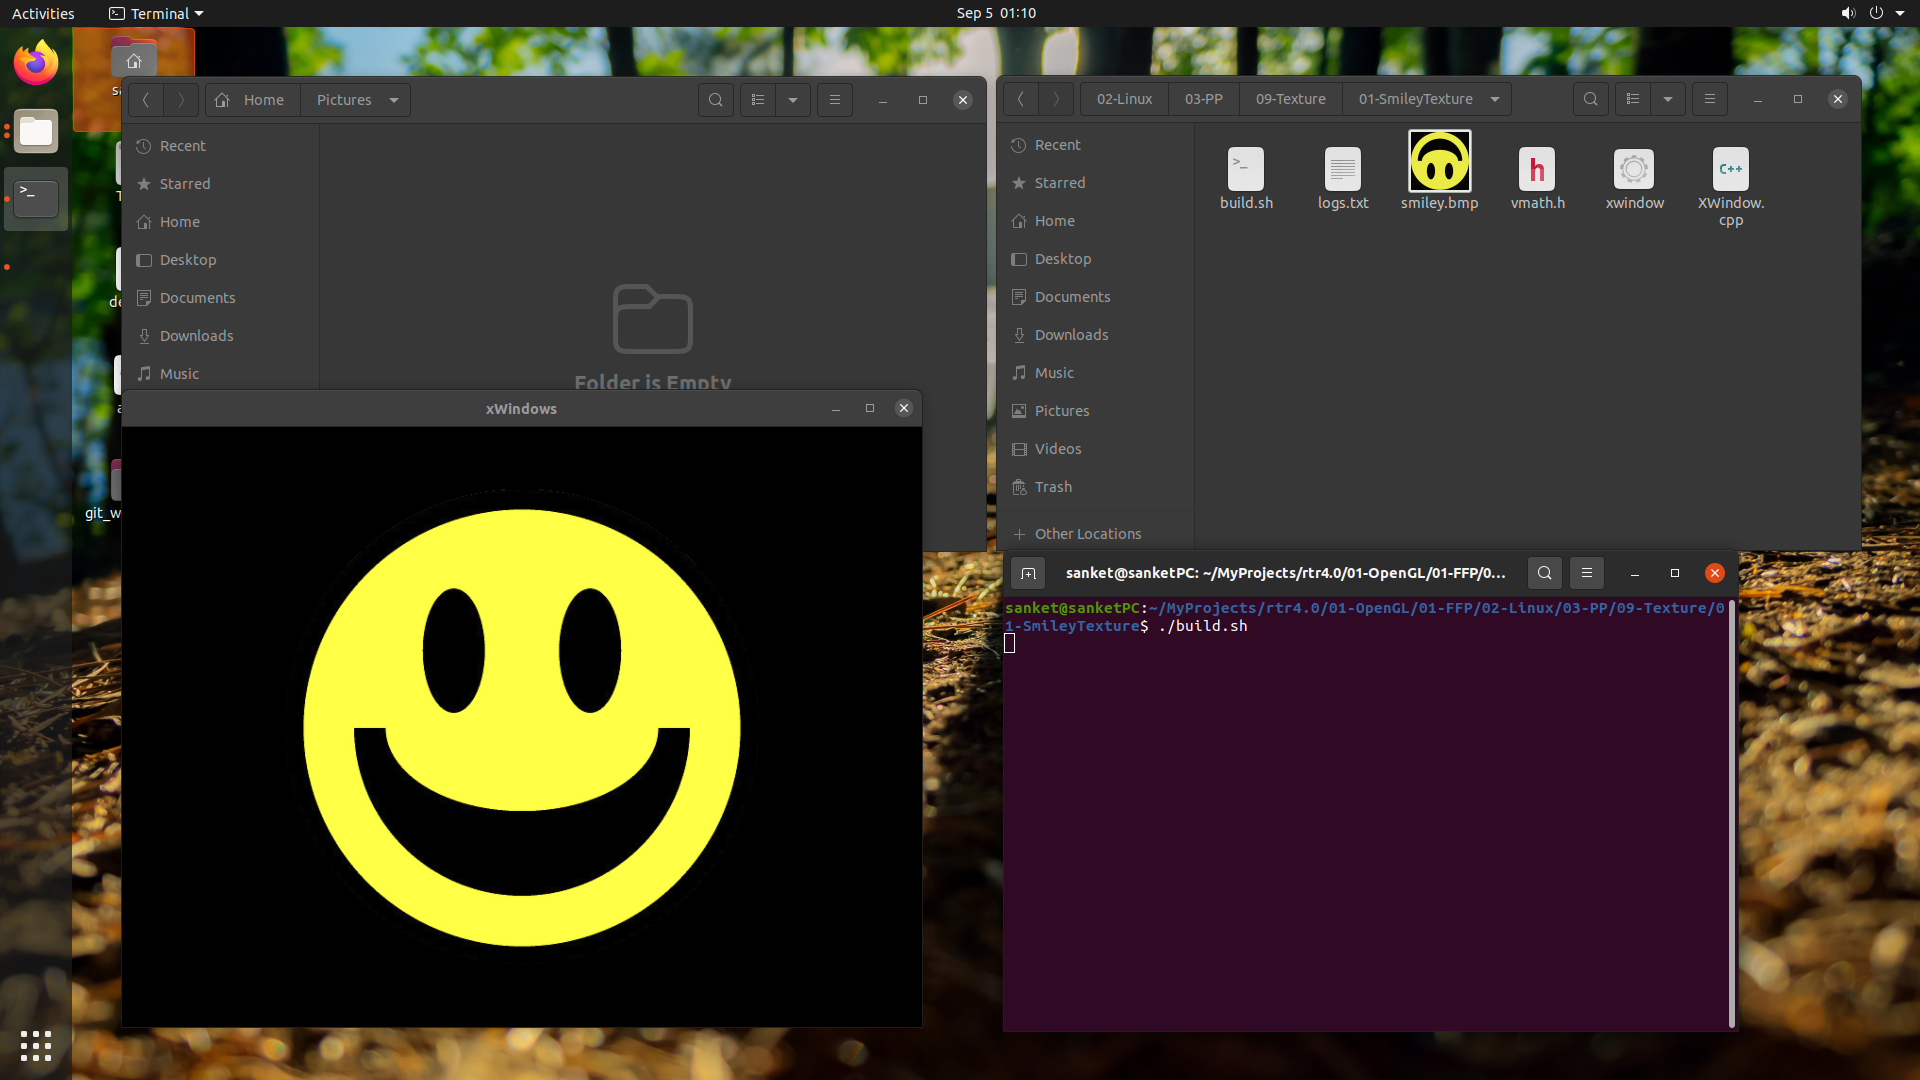 Activities
Terminal
Sep 5 01:10
Home
Pictures
Recent
Starred
Home
Desktop
Documents
Downloads
Music
Folder is Empty
02-Linux
03-PP
09-Texture
01-SmileyTexture
Recent
Starred
Home
Desktop
Documents
Downloads
Music
Pictures
Videos
Trash
Other Locations
>_
build.sh
logs.txt
smiley.bmp
h
vmath.h
xwindow
C++
XWindow.
cpp
git_w
xWindows
sanket@sanketPC: ~/MyProjects/rtr4.0/01-OpenGL/01-FFP/0...
sanket@sanketPC:~/MyProjects/rtr4.0/01-OpenGL/01-FFP/02-Linux/03-PP/09-Texture/0
1-SmileyTexture$ ./build.sh